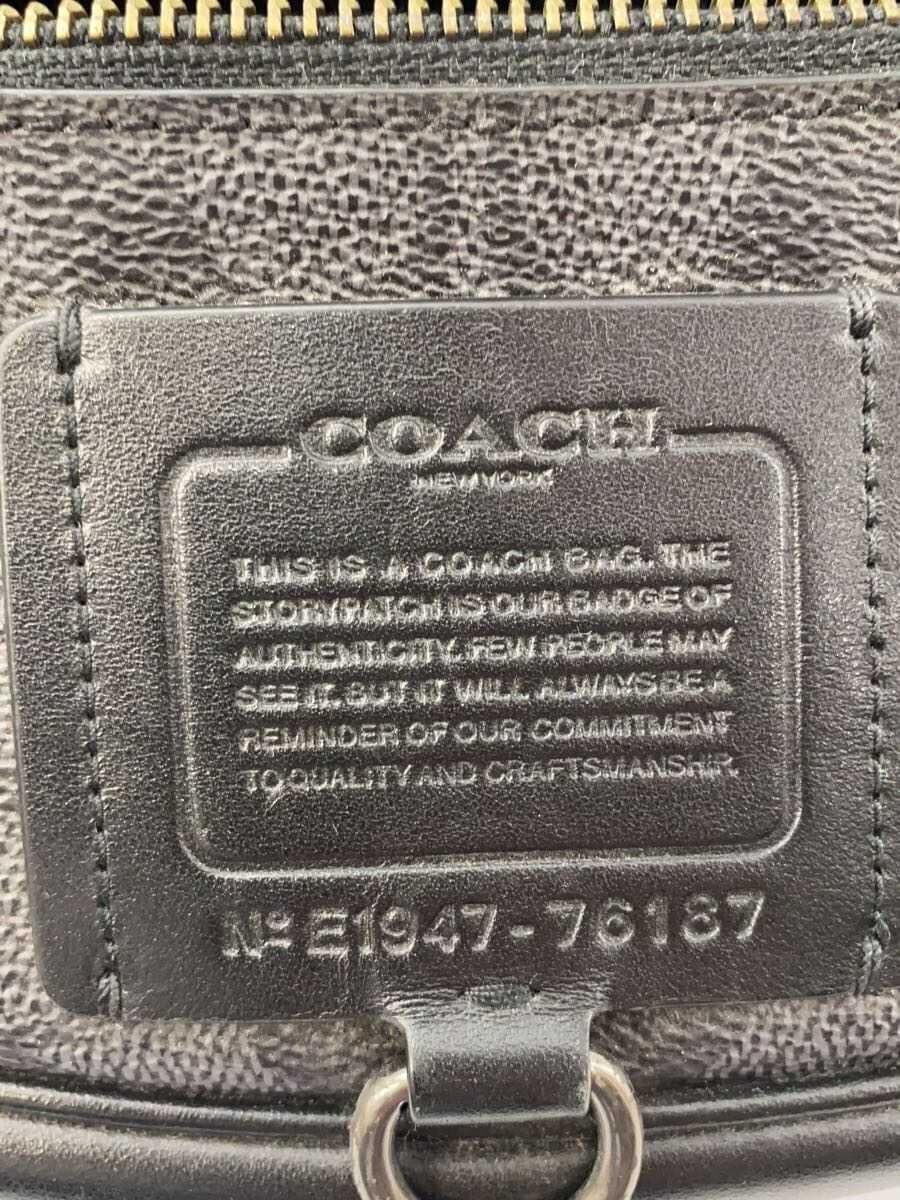 COACH
NEW YORK
THIS IS A COACH BAG. THE
STORYPATCH IS OUR BADGE OF
AUTHENTICITY. FEW PEOPLE MAY
SEE IT, BUT IT WILL ALWAYS BE A
REMINDER OF OUR COMMITMENT
TO QUALITY AND CRAFTSMANSHIP.
Nº E1947-76187